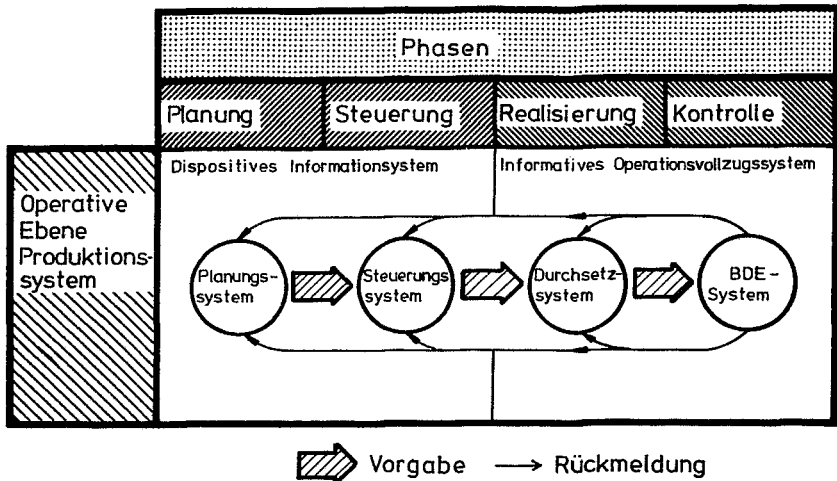 Phasen
Planung
Steuerung
Realisierung
Kontrolle
Dispositives Informationsystem
Informatives Operationsvollzugssystem
Operative
Ebene
Produktions-
system
Planungs-
system
Steuerungs
system
Durchsetz-
system
BDE-
System
Vorgabe
Rückmeldung